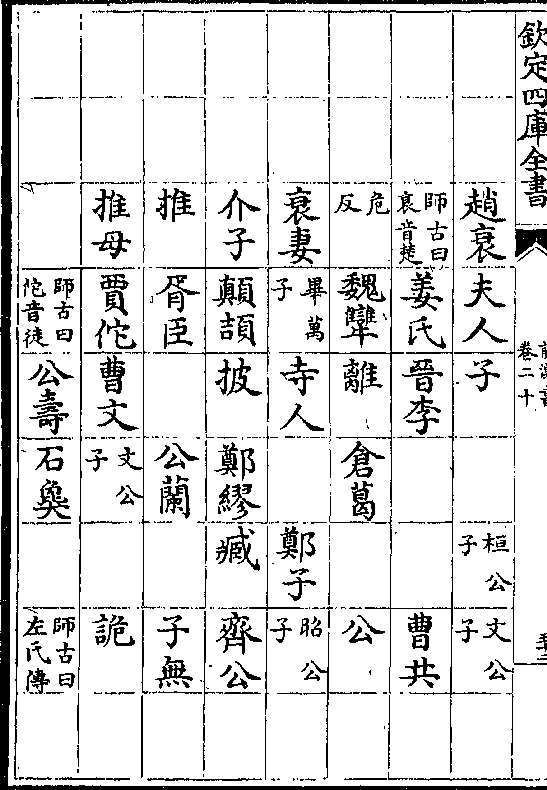 欽定四庫全書 前漢書 卷二十
趙衰 夫人 子 桓公子 文公子
師古曰衰音楚 姜氏 晉李 曹共
危反 魏犫 離 倉葛 公
衰妻 畢萬子 寺人 鄭子 昭公子
介子 顛頡 披 鄭繆 臧 齊公
推 胥臣 公蘭 子無
推母 賈佗 曹文 文公子 詭
師古曰佗音徒 公壽 石㚟 師古曰左氏傳